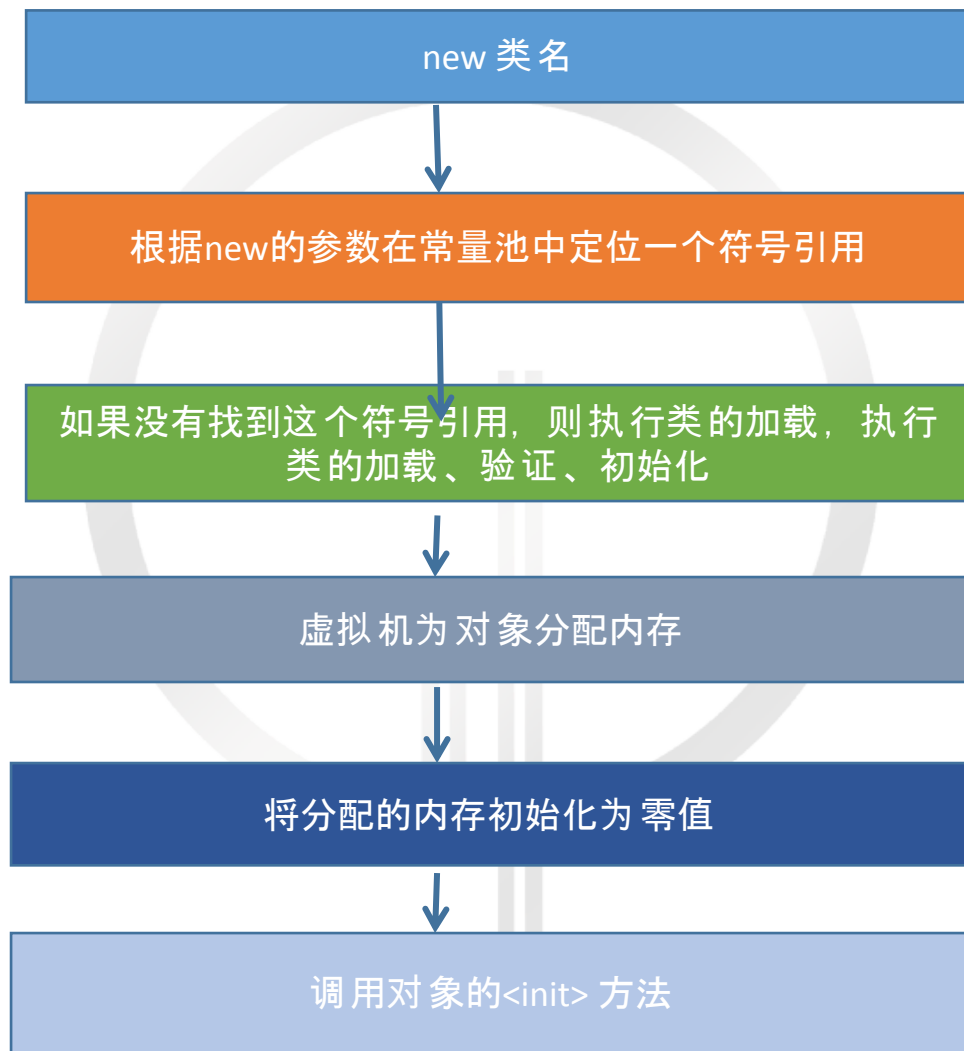 new 类名
根据new的参数在常量池中定位一个符号引用
如果没有找到这个符号引用，则执行类的加载，执行
类的加载、验证、初始化
虚拟机为对象分配内存
将分配的内存初始化为零值
调用对象的<init> 方法